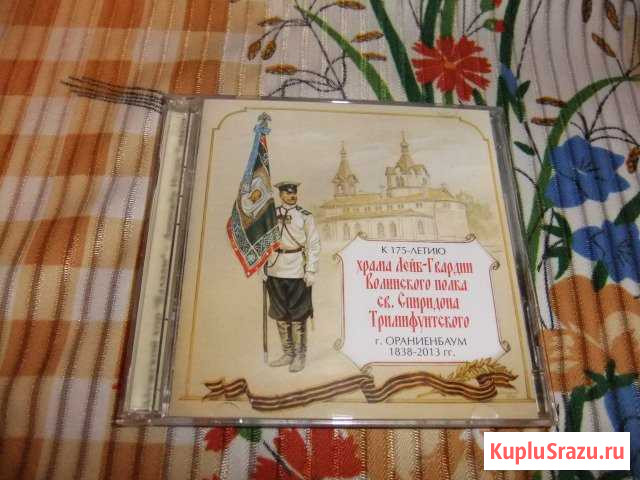 К 175-ЛЕТИЮ
храма Лейб-Гвардии
Волынского полка
св. Спиридона
Тримифунтского
г. ОРАНИЕНБАУМ
1838-2013 гг.
KupluSrazu.ru